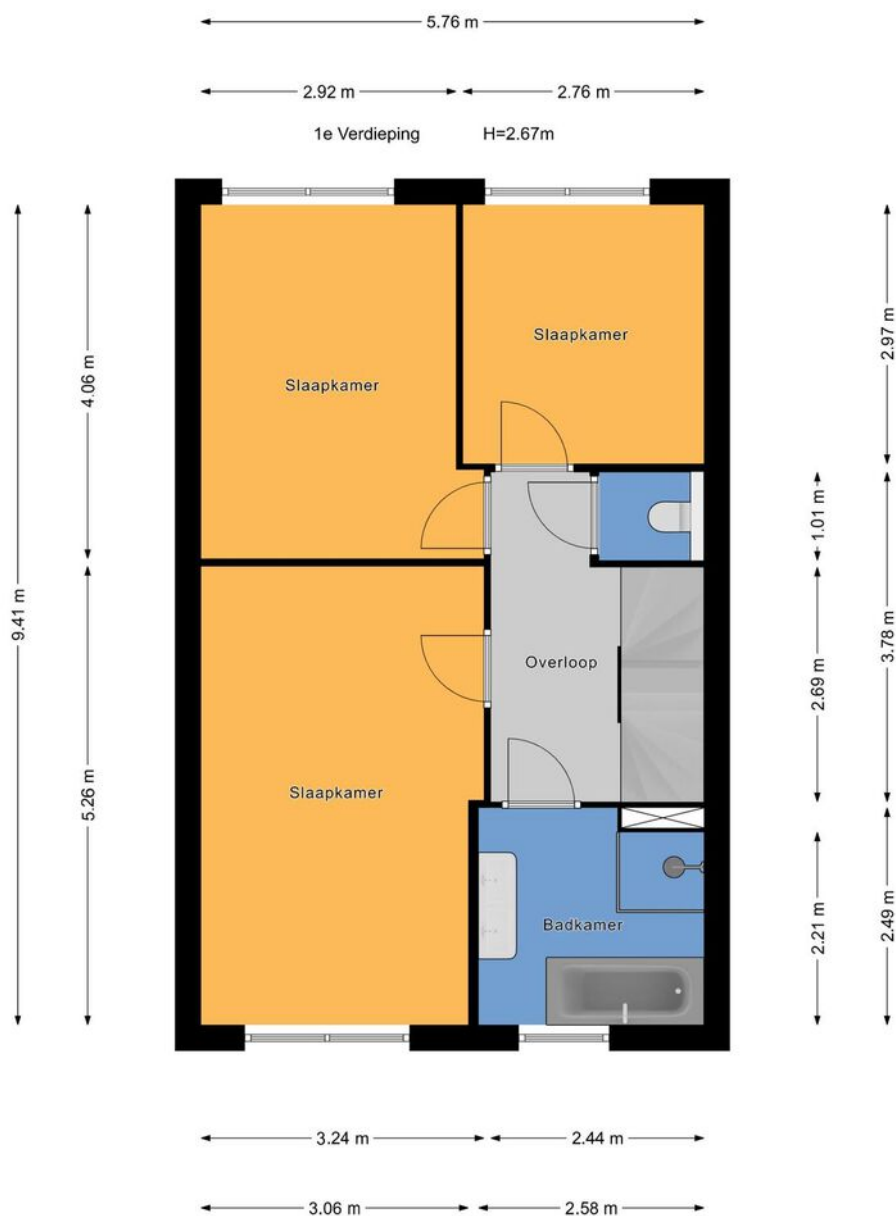 5.76 m
2.92 m
2.76 m
1e Verdieping H=2.67m
4.06 m
9.41 m
5.26 m
2.97 m
1.01 m
3.78 m
2.69 m
2.21 m
2.49 m
Slaapkamer
Slaapkamer
Overloop
Slaapkamer
Badkamer
3.24 m
2.44 m
3.06 m
2.58 m